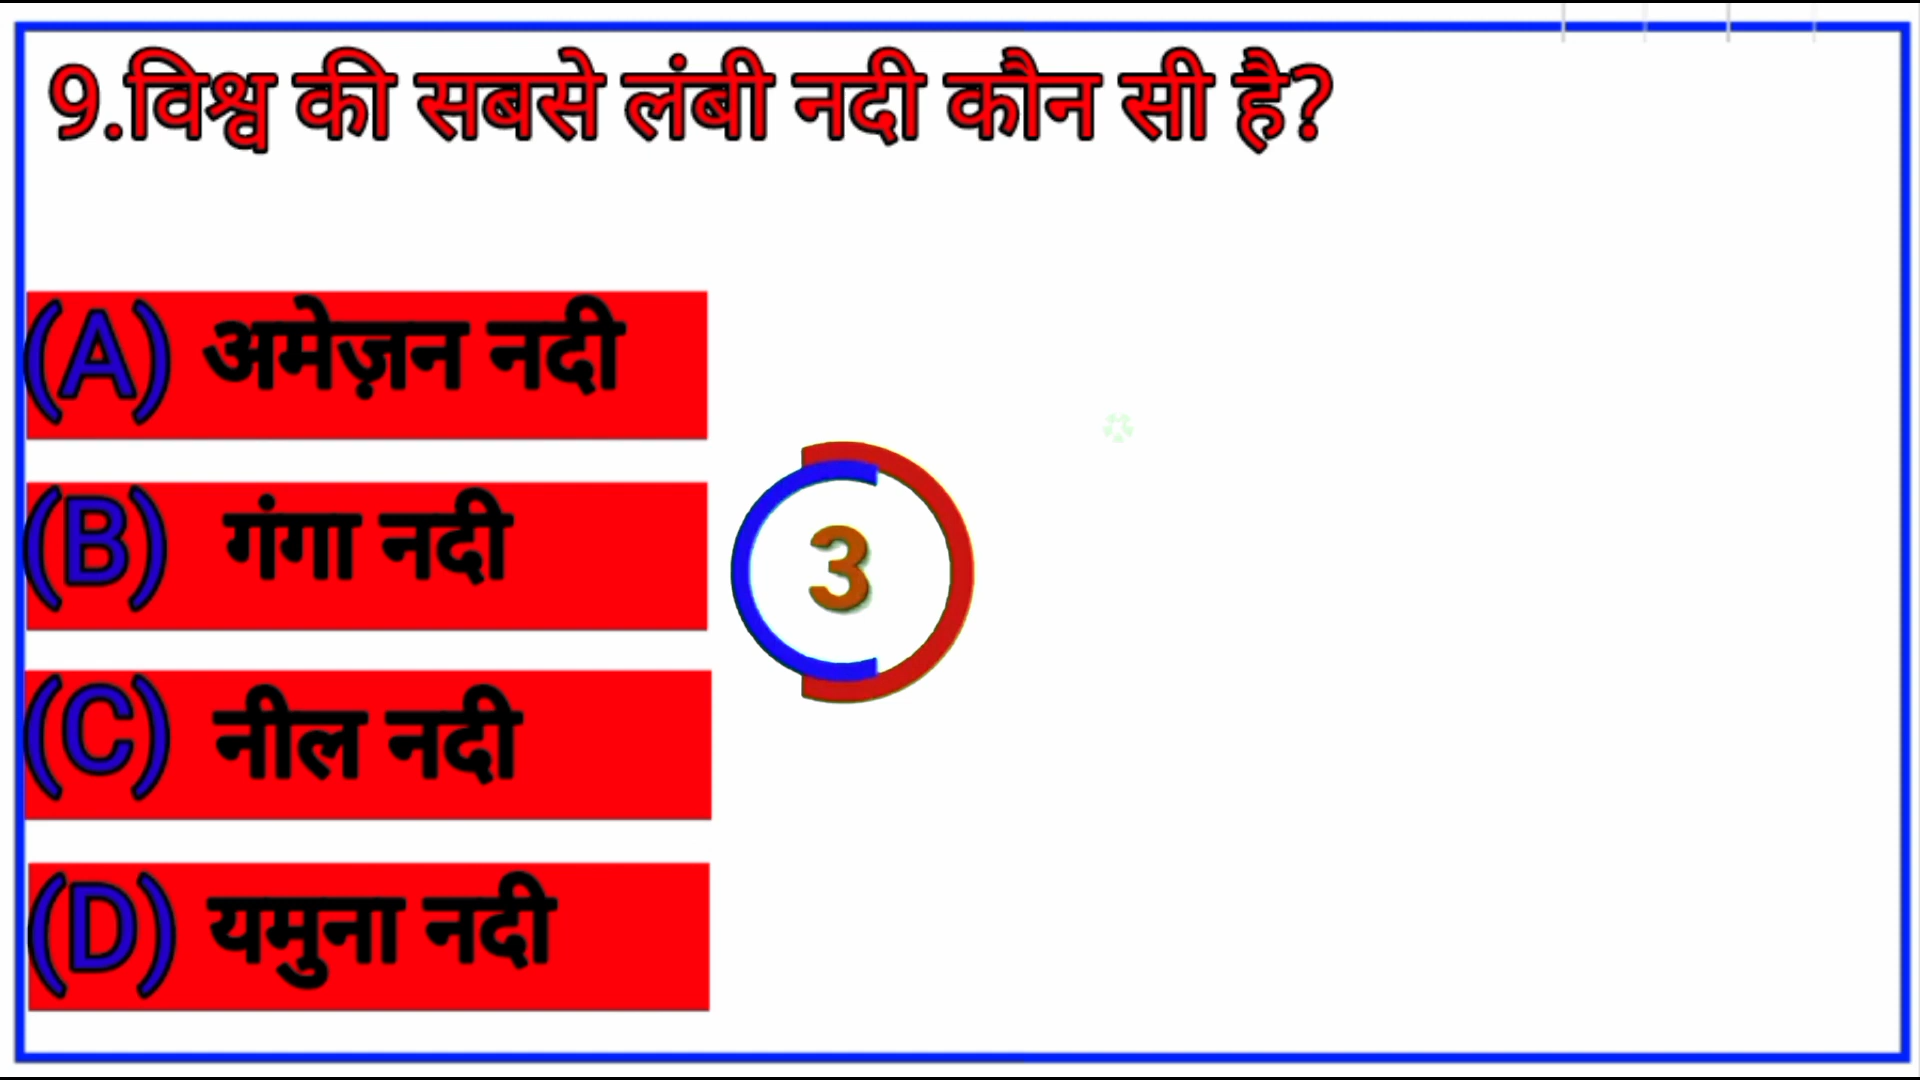 9.विश्व की सबसे लंबी नदी कौन सी है?
(A) अमेज़न नदी
(B) गंगा नदी
3
(C) नील नदी
(D) यमुना नदी